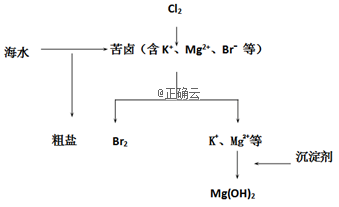 Cl₂
海水
苦卤（含 K⁺、Mg²⁺、Br⁻ 等）
@正确云
粗盐
Br₂
K⁺、Mg²⁺等
沉淀剂
Mg(OH)₂